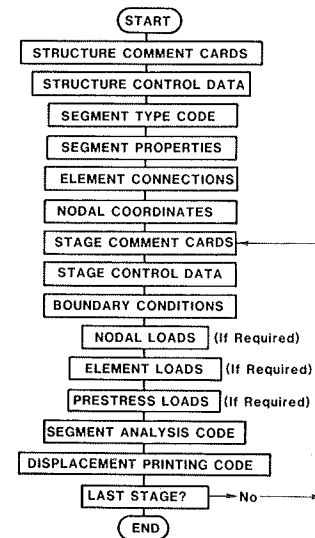 START
STRUCTURE COMMENT CARDS
STRUCTURE CONTROL DATA
SEGMENT TYPE CODE
SEGMENT PROPERTIES
ELEMENT CONNECTIONS
NODAL COORDINATES
STAGE COMMENT CARDS
STAGE CONTROL DATA
BOUNDARY CONDITIONS
NODAL LOADS (If Required)
ELEMENT LOADS (If Required)
PRESTRESS LOADS (If Required)
SEGMENT ANALYSIS CODE
DISPLACEMENT PRINTING CODE
LAST STAGE? No
END